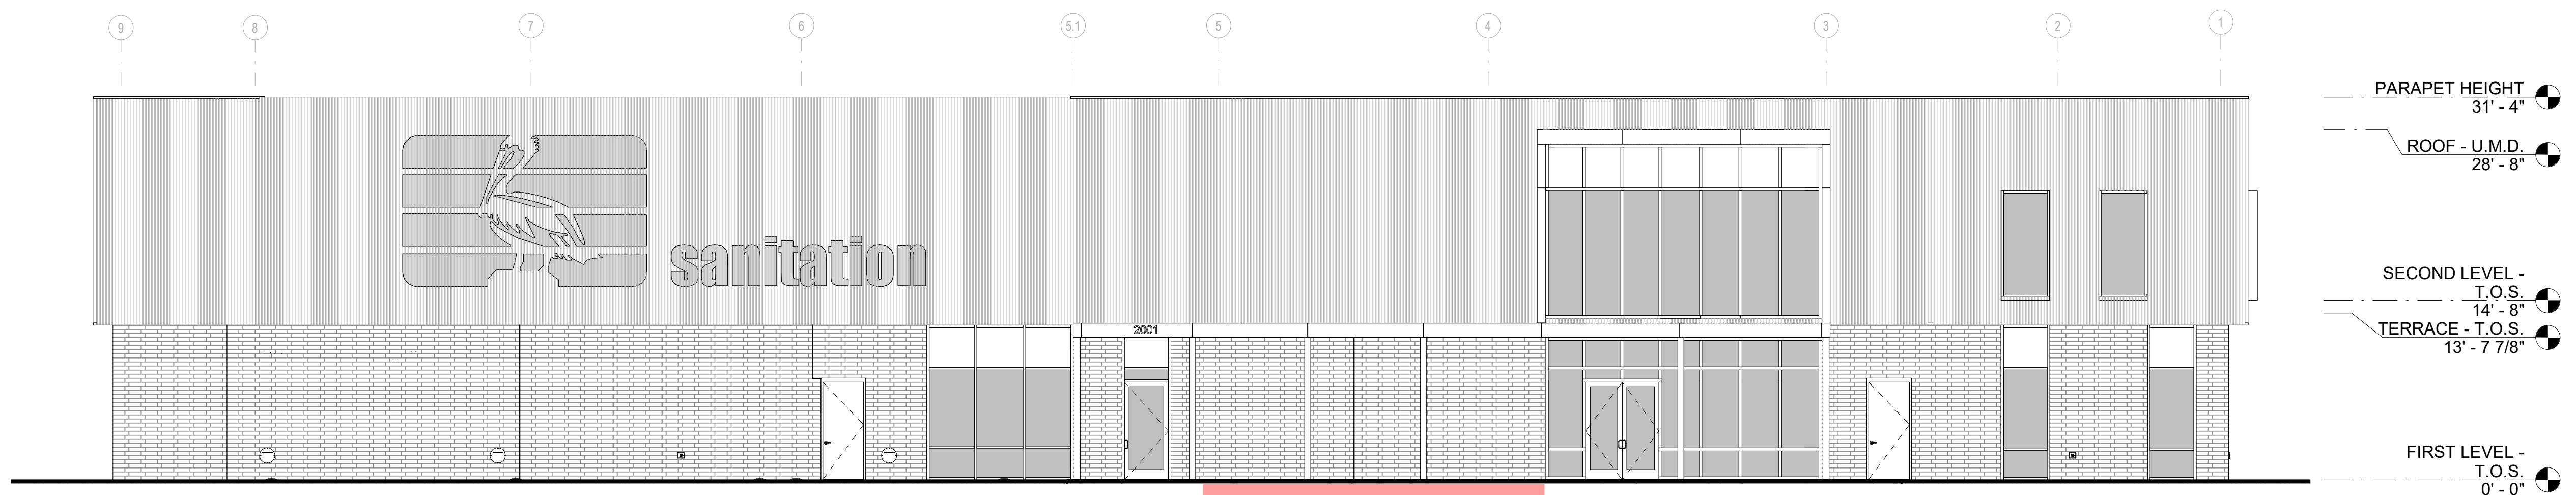 9 8 7 6 5.1 5 4 3 2 1
PARAPET HEIGHT
31' - 4"
ROOF - U.M.D.
28' - 8"
sanitation
SECOND LEVEL -
T.O.S.
14' - 8"
2001
TERRACE - T.O.S.
13' - 7 7/8"
FIRST LEVEL -
T.O.S.
0' - 0"